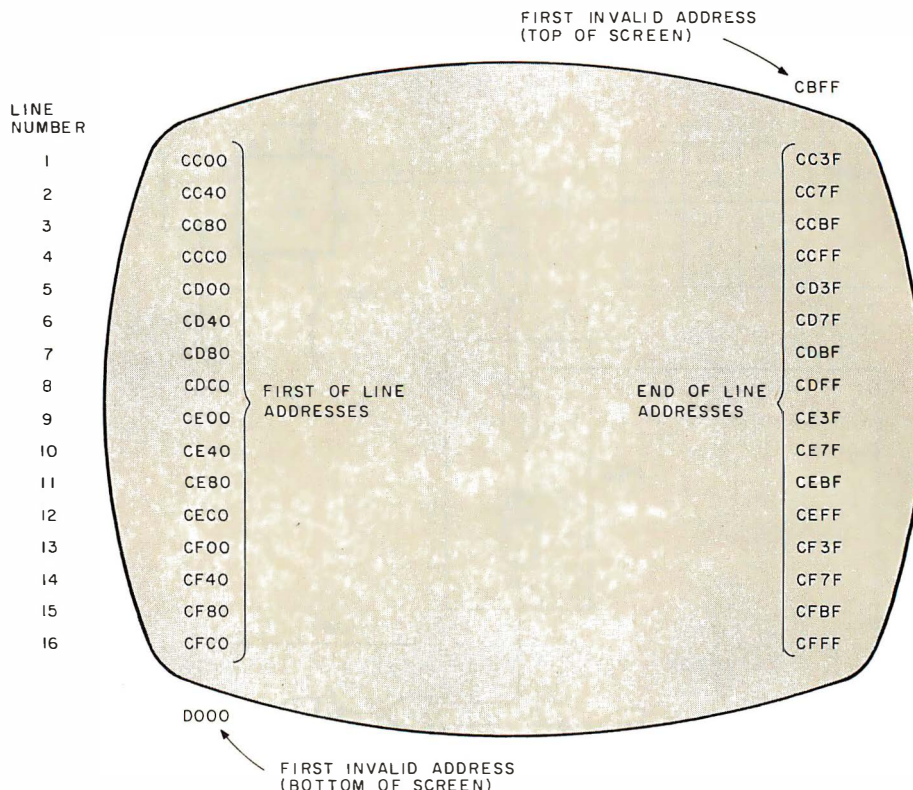 FIRST INVALID ADDRESS
(TOP OF SCREEN)
CBFF
LINE
NUMBER
1 CC00 CC3F
2 CC40 CC7F
3 CC80 CCBF
4 CCC0 CCFF
5 CD00 CD3F
6 CD40 CD7F
7 CD80 CDBF
8 CDC0 FIRST OF LINE END OF LINE CDFF
9 CE00 ADDRESSES ADDRESSES CE3F
10 CE40 CE7F
11 CE80 CEBF
12 CEC0 CEFF
13 CF00 CF3F
14 CF40 CF7F
15 CF80 CFBF
16 CFC0 CFFF
D000
FIRST INVALID ADDRESS
(BOTTOM OF SCREEN)